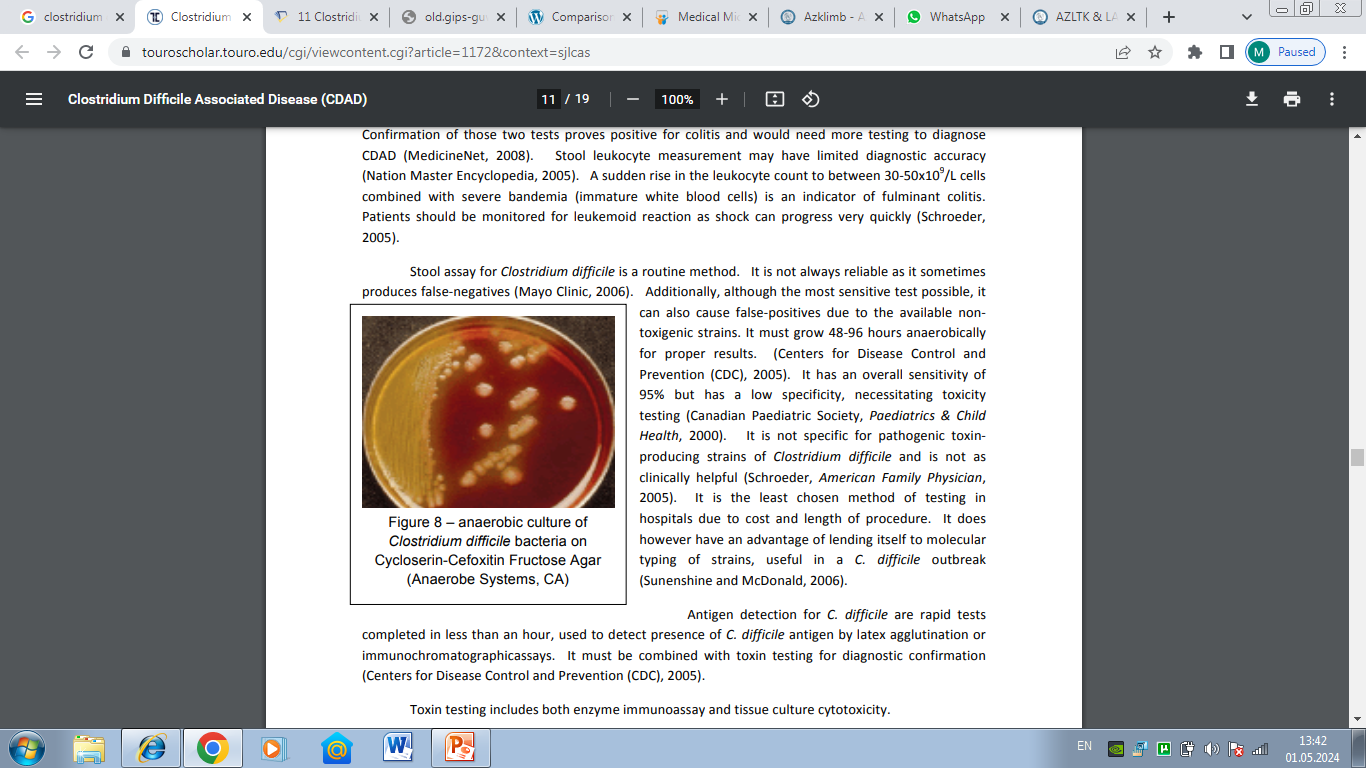 clostridium
Clostridium
11 Clostridi
old.gips-gu
Comparisor
Medical Mi
Azklimb - A
WhatsApp
AZLTK & LA
touroscholar.touro.edu/cgi/viewcontent.cgi?article=1172&context=sjlcas
M Paused
Clostridium Difficile Associated Disease (CDAD)
11 / 19
100%
Confirmation of those two tests proves positive for colitis and would need more testing to diagnose
CDAD (MedicineNet, 2008). Stool leukocyte measurement may have limited diagnostic accuracy
(Nation Master Encyclopedia, 2005). A sudden rise in the leukocyte count to between 30-50x10⁹/L cells
combined with severe bandemia (immature white blood cells) is an indicator of fulminant colitis.
Patients should be monitored for leukemoid reaction as shock can progress very quickly (Schroeder,
2005).
Stool assay for Clostridium difficile is a routine method. It is not always reliable as it sometimes
produces false-negatives (Mayo Clinic, 2006). Additionally, although the most sensitive test possible, it
can also cause false-positives due to the available non-
toxigenic strains. It must grow 48-96 hours anaerobically
for proper results. (Centers for Disease Control and
Prevention (CDC), 2005). It has an overall sensitivity of
95% but has a low specificity, necessitating toxicity
testing (Canadian Paediatric Society, Paediatrics & Child
Health, 2000). It is not specific for pathogenic toxin-
producing strains of Clostridium difficile and is not as
clinically helpful (Schroeder, American Family Physician,
2005). It is the least chosen method of testing in
hospitals due to cost and length of procedure. It does
however have an advantage of lending itself to molecular
typing of strains, useful in a C. difficile outbreak
(Sunenshine and McDonald, 2006).
Figure 8 – anaerobic culture of
Clostridium difficile bacteria on
Cycloserin-Cefoxitin Fructose Agar
(Anaerobe Systems, CA)
Antigen detection for C. difficile are rapid tests
completed in less than an hour, used to detect presence of C. difficile antigen by latex agglutination or
immunochromatographicassays. It must be combined with toxin testing for diagnostic confirmation
(Centers for Disease Control and Prevention (CDC), 2005).
Toxin testing includes both enzyme immunoassay and tissue culture cytotoxicity.
EN
13:42
01.05.2024